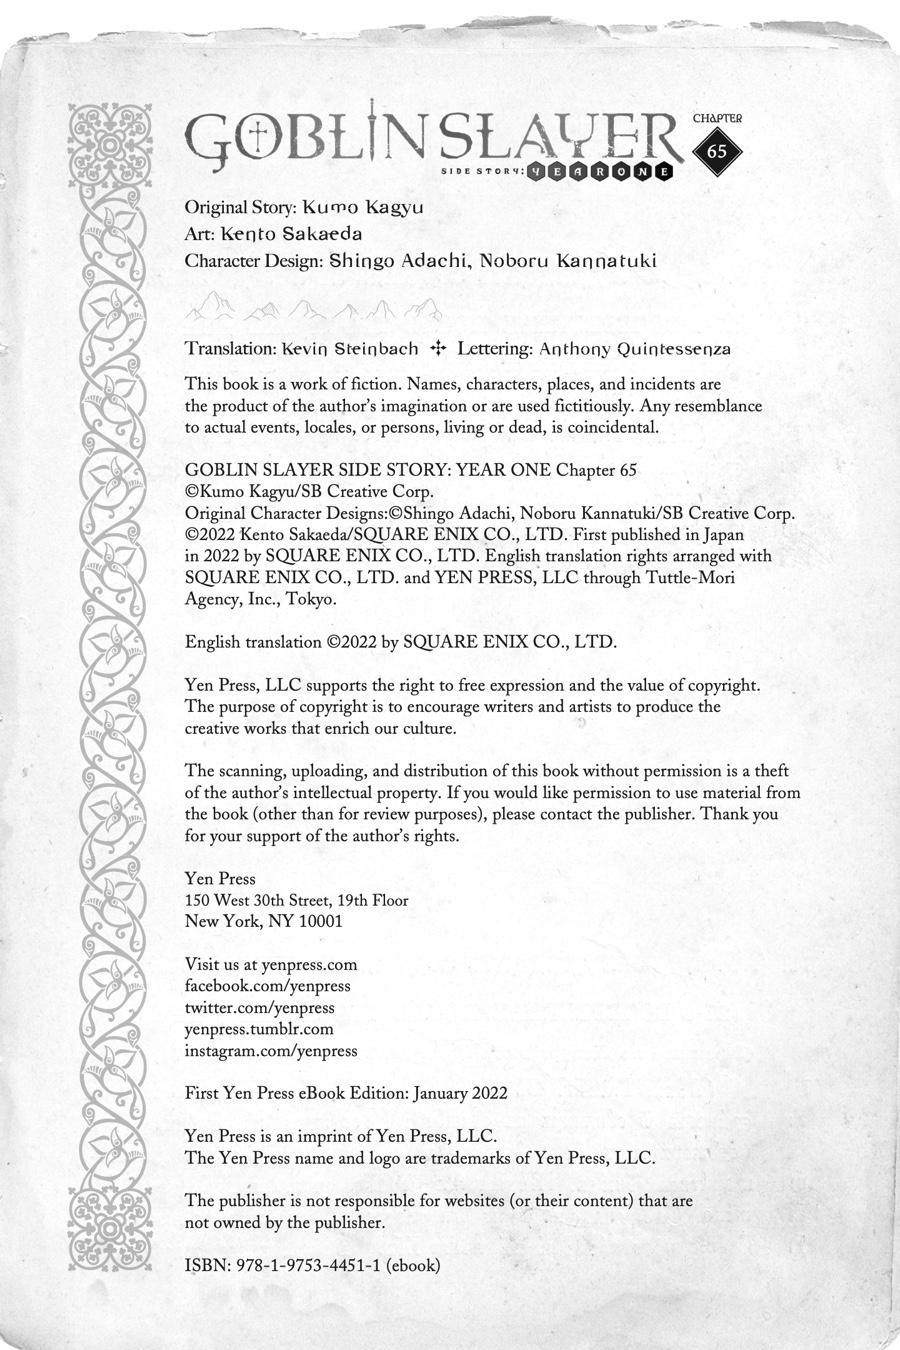 GOBLIN SLAYER
SIDE STORY: YEAR ONE
CHAPTER
65
Original Story: Kumo Kagyu
Art: Kento Sakaeda
Character Design: Shingo Adachi, Noboru Kannatuki
Translation: Kevin Steinbach ✣ Lettering: Anthony Quintessenza
This book is a work of fiction. Names, characters, places, and incidents are
the product of the author’s imagination or are used fictitiously. Any resemblance
to actual events, locales, or persons, living or dead, is coincidental.
GOBLIN SLAYER SIDE STORY: YEAR ONE Chapter 65
©Kumo Kagyu/SB Creative Corp.
Original Character Designs:©Shingo Adachi, Noboru Kannatuki/SB Creative Corp.
©2022 Kento Sakaeda/SQUARE ENIX CO., LTD. First published in Japan
in 2022 by SQUARE ENIX CO., LTD. English translation rights arranged with
SQUARE ENIX CO., LTD. and YEN PRESS, LLC through Tuttle-Mori
Agency, Inc., Tokyo.
English translation ©2022 by SQUARE ENIX CO., LTD.
Yen Press, LLC supports the right to free expression and the value of copyright.
The purpose of copyright is to encourage writers and artists to produce the
creative works that enrich our culture.
The scanning, uploading, and distribution of this book without permission is a theft
of the author’s intellectual property. If you would like permission to use material from
the book (other than for review purposes), please contact the publisher. Thank you
for your support of the author’s rights.
Yen Press
150 West 30th Street, 19th Floor
New York, NY 10001
Visit us at yenpress.com
facebook.com/yenpress
twitter.com/yenpress
yenpress.tumblr.com
instagram.com/yenpress
First Yen Press eBook Edition: January 2022
Yen Press is an imprint of Yen Press, LLC.
The Yen Press name and logo are trademarks of Yen Press, LLC.
The publisher is not responsible for websites (or their content) that are
not owned by the publisher.
ISBN: 978-1-9753-4451-1 (ebook)